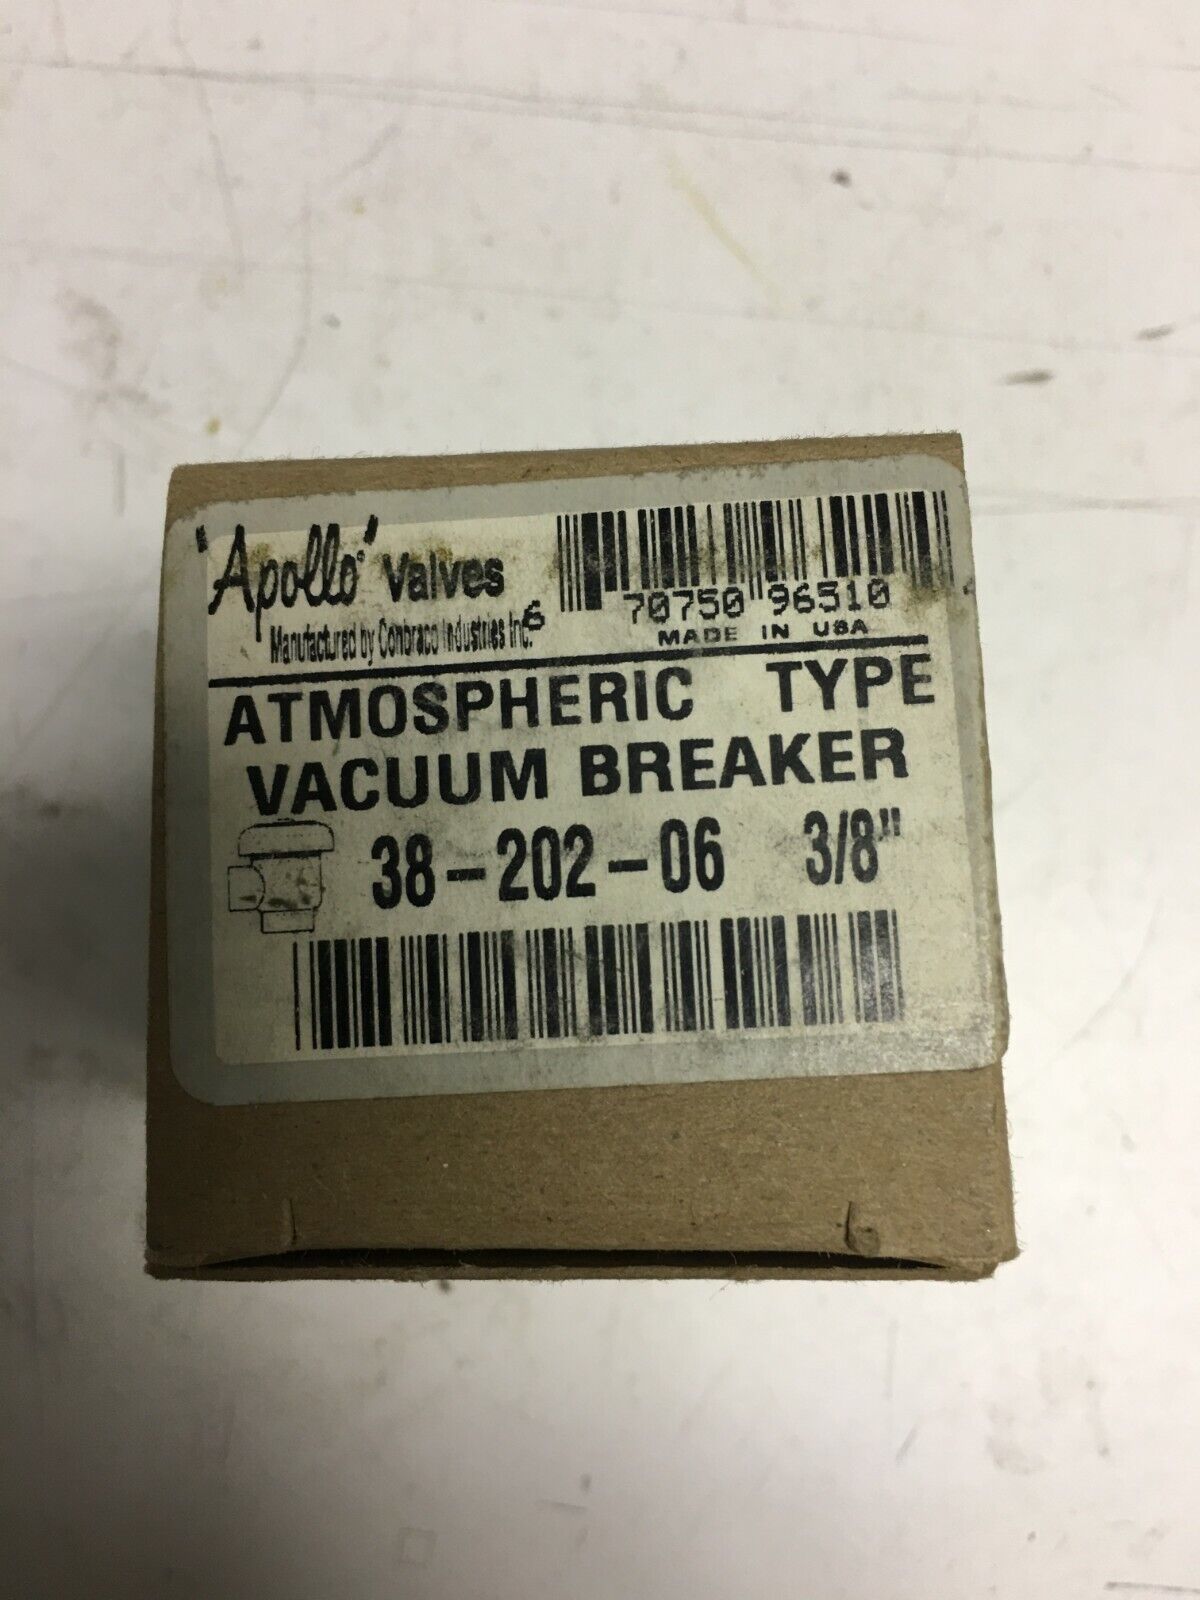 "Apollo® Valves
Manufactured by Conbraco Industries Inc.
6 70750 96510
MADE IN USA
ATMOSPHERIC TYPE
VACUUM BREAKER
38-202-06 3/8"